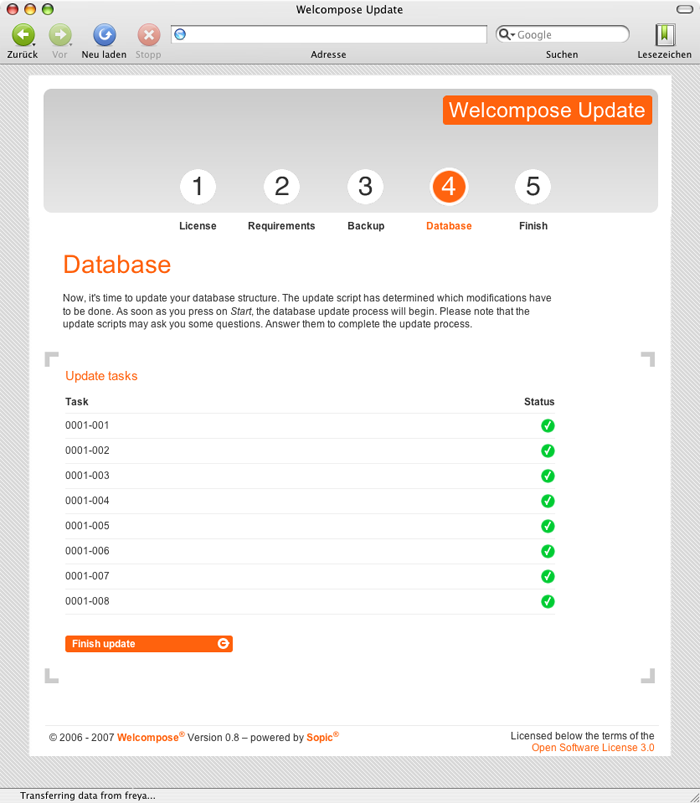 Welcompose Update
Google
Zurück Vor Neu laden Stopp Adresse Suchen Lesezeichen
Welcompose Update
1 2 3 4 5
License Requirements Backup Database Finish
Database
Now, it's time to update your database structure. The update script has determined which modifications have
to be done. As soon as you press on Start, the database update process will begin. Please note that the
update scripts may ask you some questions. Answer them to complete the update process.
Update tasks
Task Status
0001-001
0001-002
0001-003
0001-004
0001-005
0001-006
0001-007
0001-008
Finish update
© 2006 - 2007 Welcompose® Version 0.8 – powered by Sopic®
Licensed below the terms of the
Open Software License 3.0
Transferring data from freya...